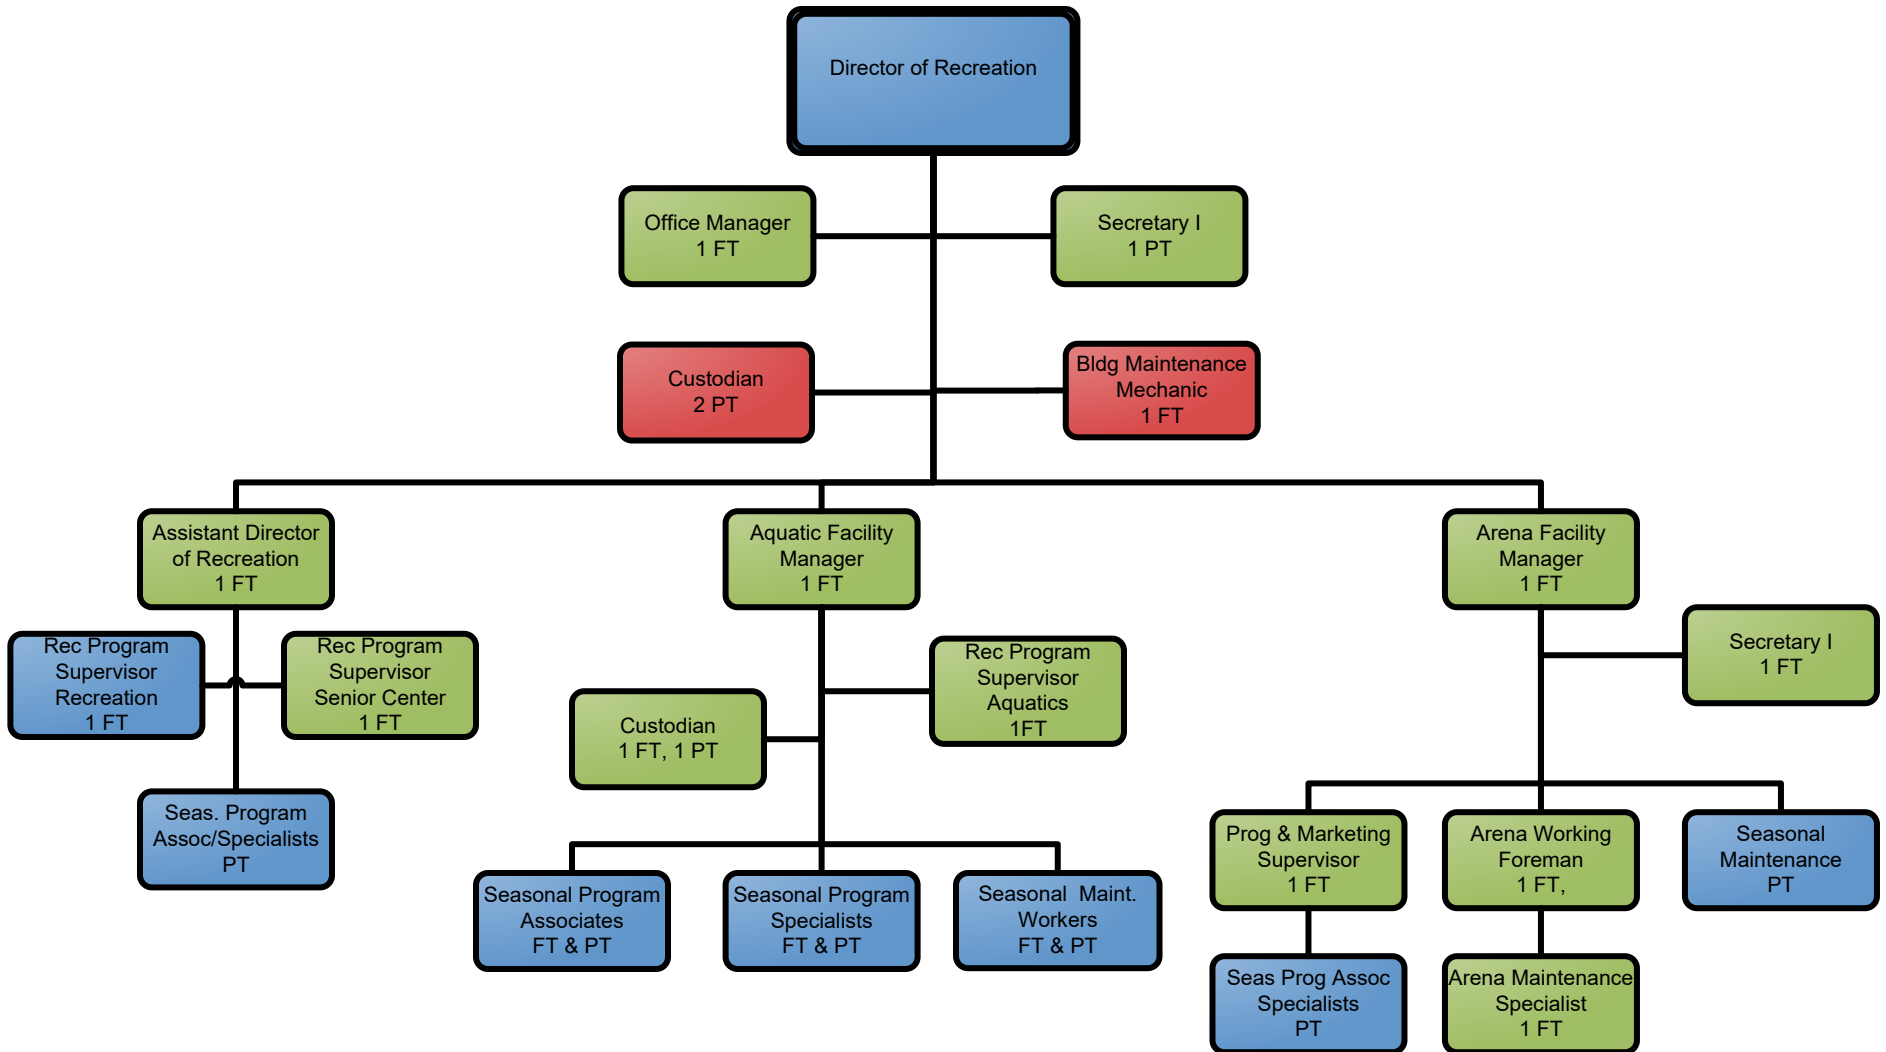 Director of Recreation
Office Manager
1 FT
Secretary I
1 PT
Custodian
2 PT
Bldg Maintenance
Mechanic
1 FT
Assistant Director
of Recreation
1 FT
Aquatic Facility
Manager
1 FT
Arena Facility
Manager
1 FT
Rec Program
Supervisor
Recreation
1 FT
Rec Program
Supervisor
Senior Center
1 FT
Custodian
1 FT, 1 PT
Rec Program
Supervisor
Aquatics
1FT
Secretary I
1 FT
Seas. Program
Assoc/Specialists
PT
Seasonal Program
Associates
FT & PT
Seasonal Program
Specialists
FT & PT
Seasonal  Maint.
Workers
FT & PT
Prog & Marketing
Supervisor
1 FT
Arena Working
Foreman
1 FT,
Seasonal
Maintenance
PT
Seas Prog Assoc
Specialists
PT
Arena Maintenance
Specialist
1 FT